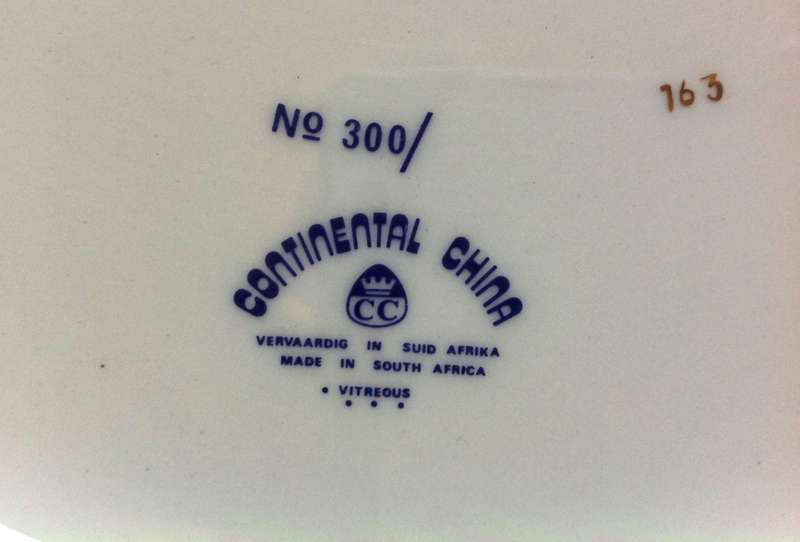 No 300/
163
CONTINENTAL CHINA
CC
VERVAARDIG IN SUID AFRIKA
MADE IN SOUTH AFRICA
• VITREOUS
• • •